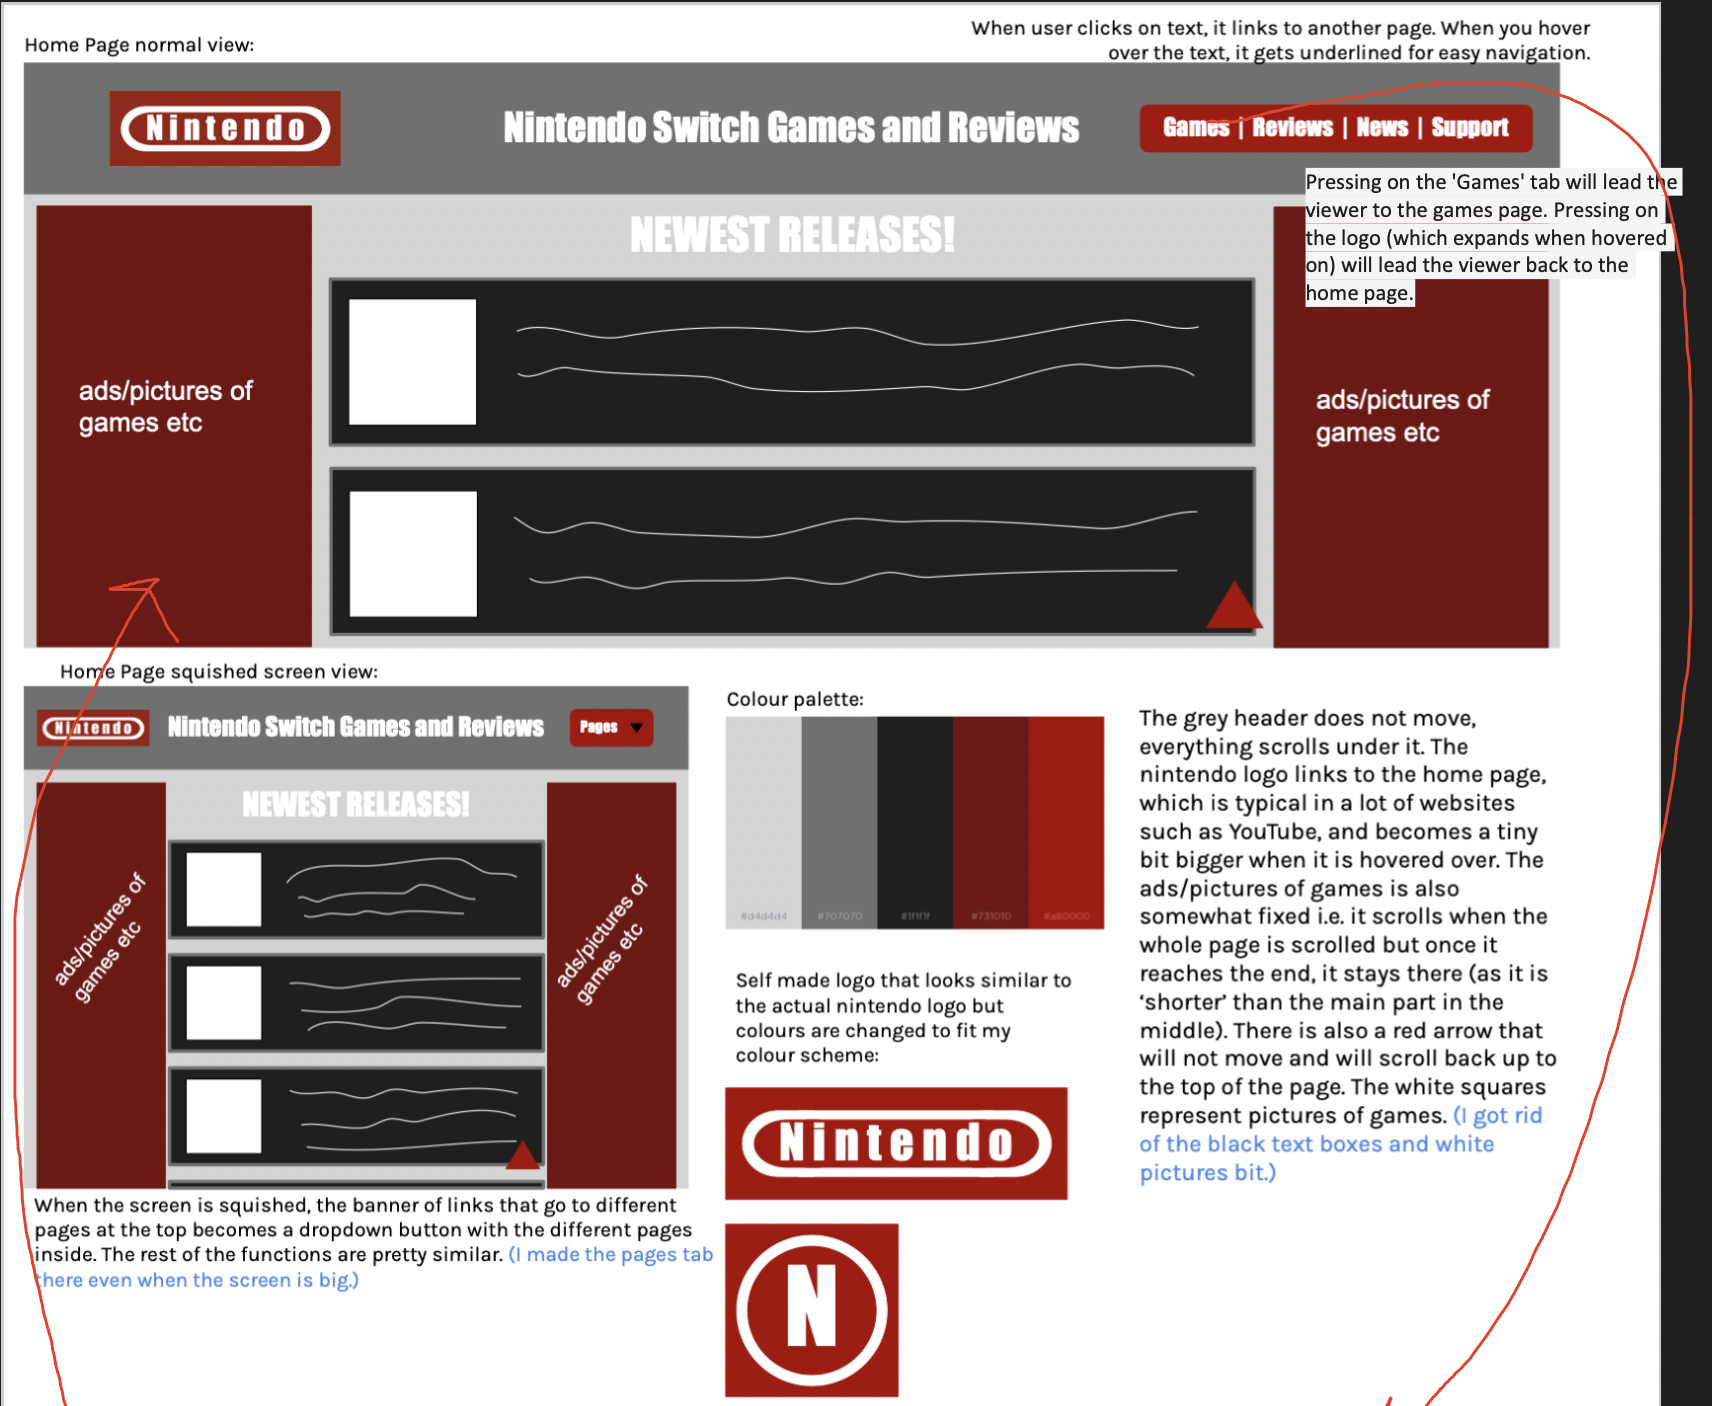 When user clicks on text, it links to another page. When you hover
over the text, it gets underlined for easy navigation.
Home Page normal view:
Nintendo
Nintendo Switch Games and Reviews
Games | Reviews | News | Support
Pressing on the 'Games' tab will lead the
viewer to the games page. Pressing on
the logo (which expands when hovered
on) will lead the viewer back to the
home page.
NEWEST RELEASES!
ads/pictures of
games etc
ads/pictures of
games etc
Home Page squished screen view:
Nintendo
Nintendo Switch Games and Reviews
Pages
NEWEST RELEASES!
ads/pictures of
games etc
ads/pictures of
games etc
When the screen is squished, the banner of links that go to different
pages at the top becomes a dropdown button with the different pages
inside. The rest of the functions are pretty similar. (I made the pages tab
there even when the screen is big.)
Colour palette:
#d4d4d4
#707070
#1f1f1f
#731010
#a80000
Self made logo that looks similar to
the actual nintendo logo but
colours are changed to fit my
colour scheme:
Nintendo
N
The grey header does not move,
everything scrolls under it. The
nintendo logo links to the home page,
which is typical in a lot of websites
such as YouTube, and becomes a tiny
bit bigger when it is hovered over. The
ads/pictures of games is also
somewhat fixed i.e. it scrolls when the
whole page is scrolled but once it
reaches the end, it stays there (as it is
‘shorter’ than the main part in the
middle). There is also a red arrow that
will not move and will scroll back up to
the top of the page. The white squares
represent pictures of games. (I got rid
of the black text boxes and white
pictures bit.)